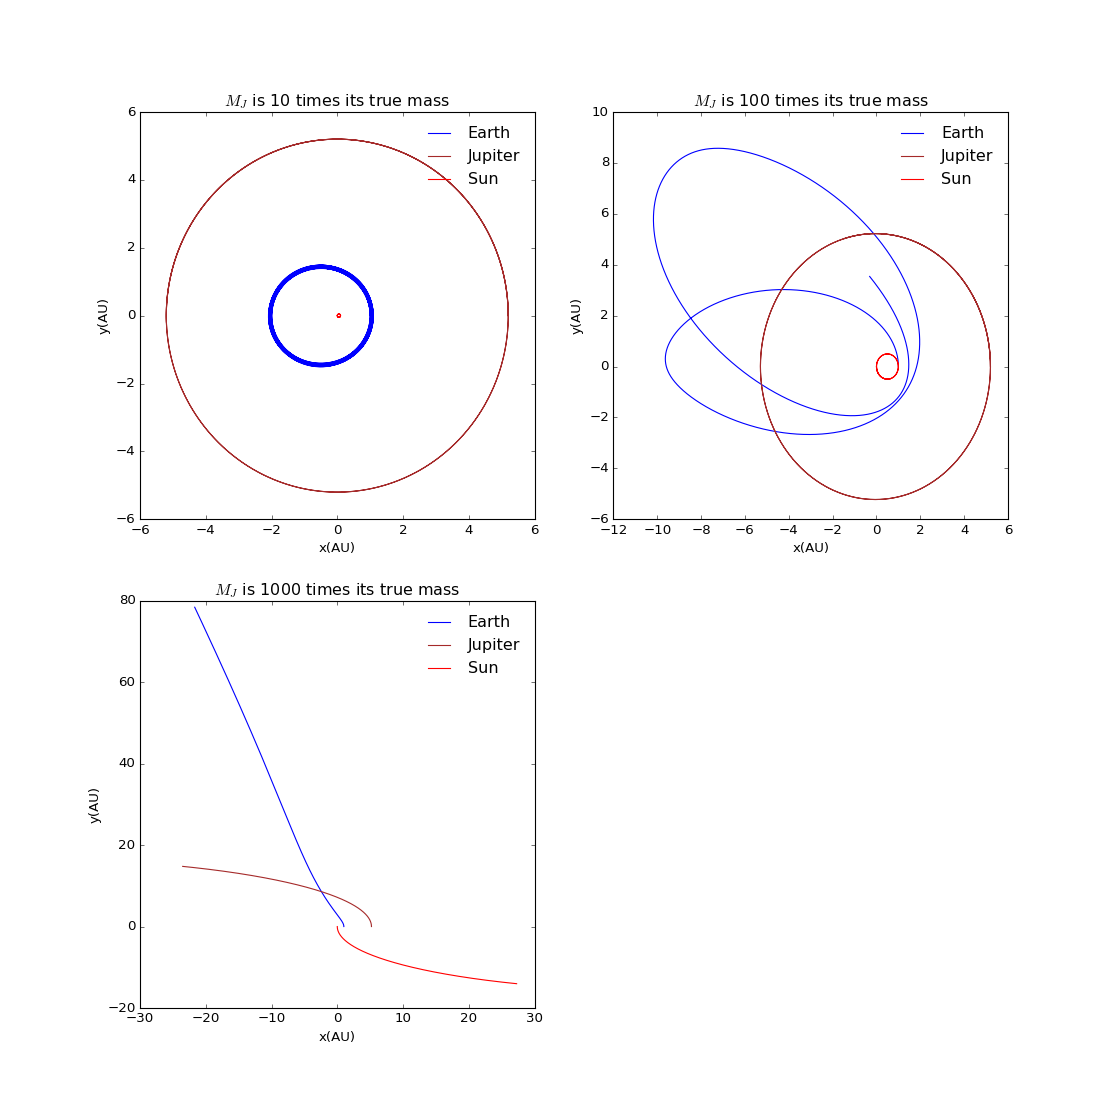 M_J is 10 times its true mass
6
4
2
0
−2
−4
−6
y(AU)
−6 −4 −2 0 2 4 6
x(AU)
Earth
Jupiter
Sun
M_J is 100 times its true mass
10
8
6
4
2
0
−2
−4
−6
y(AU)
−12 −10 −8 −6 −4 −2 0 2 4 6
x(AU)
Earth
Jupiter
Sun
M_J is 1000 times its true mass
80
60
40
20
0
−20
y(AU)
−30 −20 −10 0 10 20 30
x(AU)
Earth
Jupiter
Sun